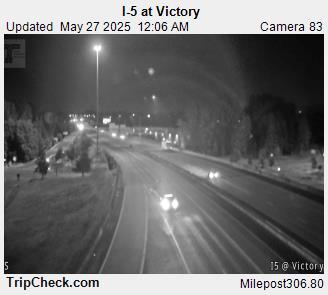 I-5 at Victory
Updated May 27 2025 12:06 AM Camera 83
S I5 @ Victory
TripCheck.com Milepost306.80